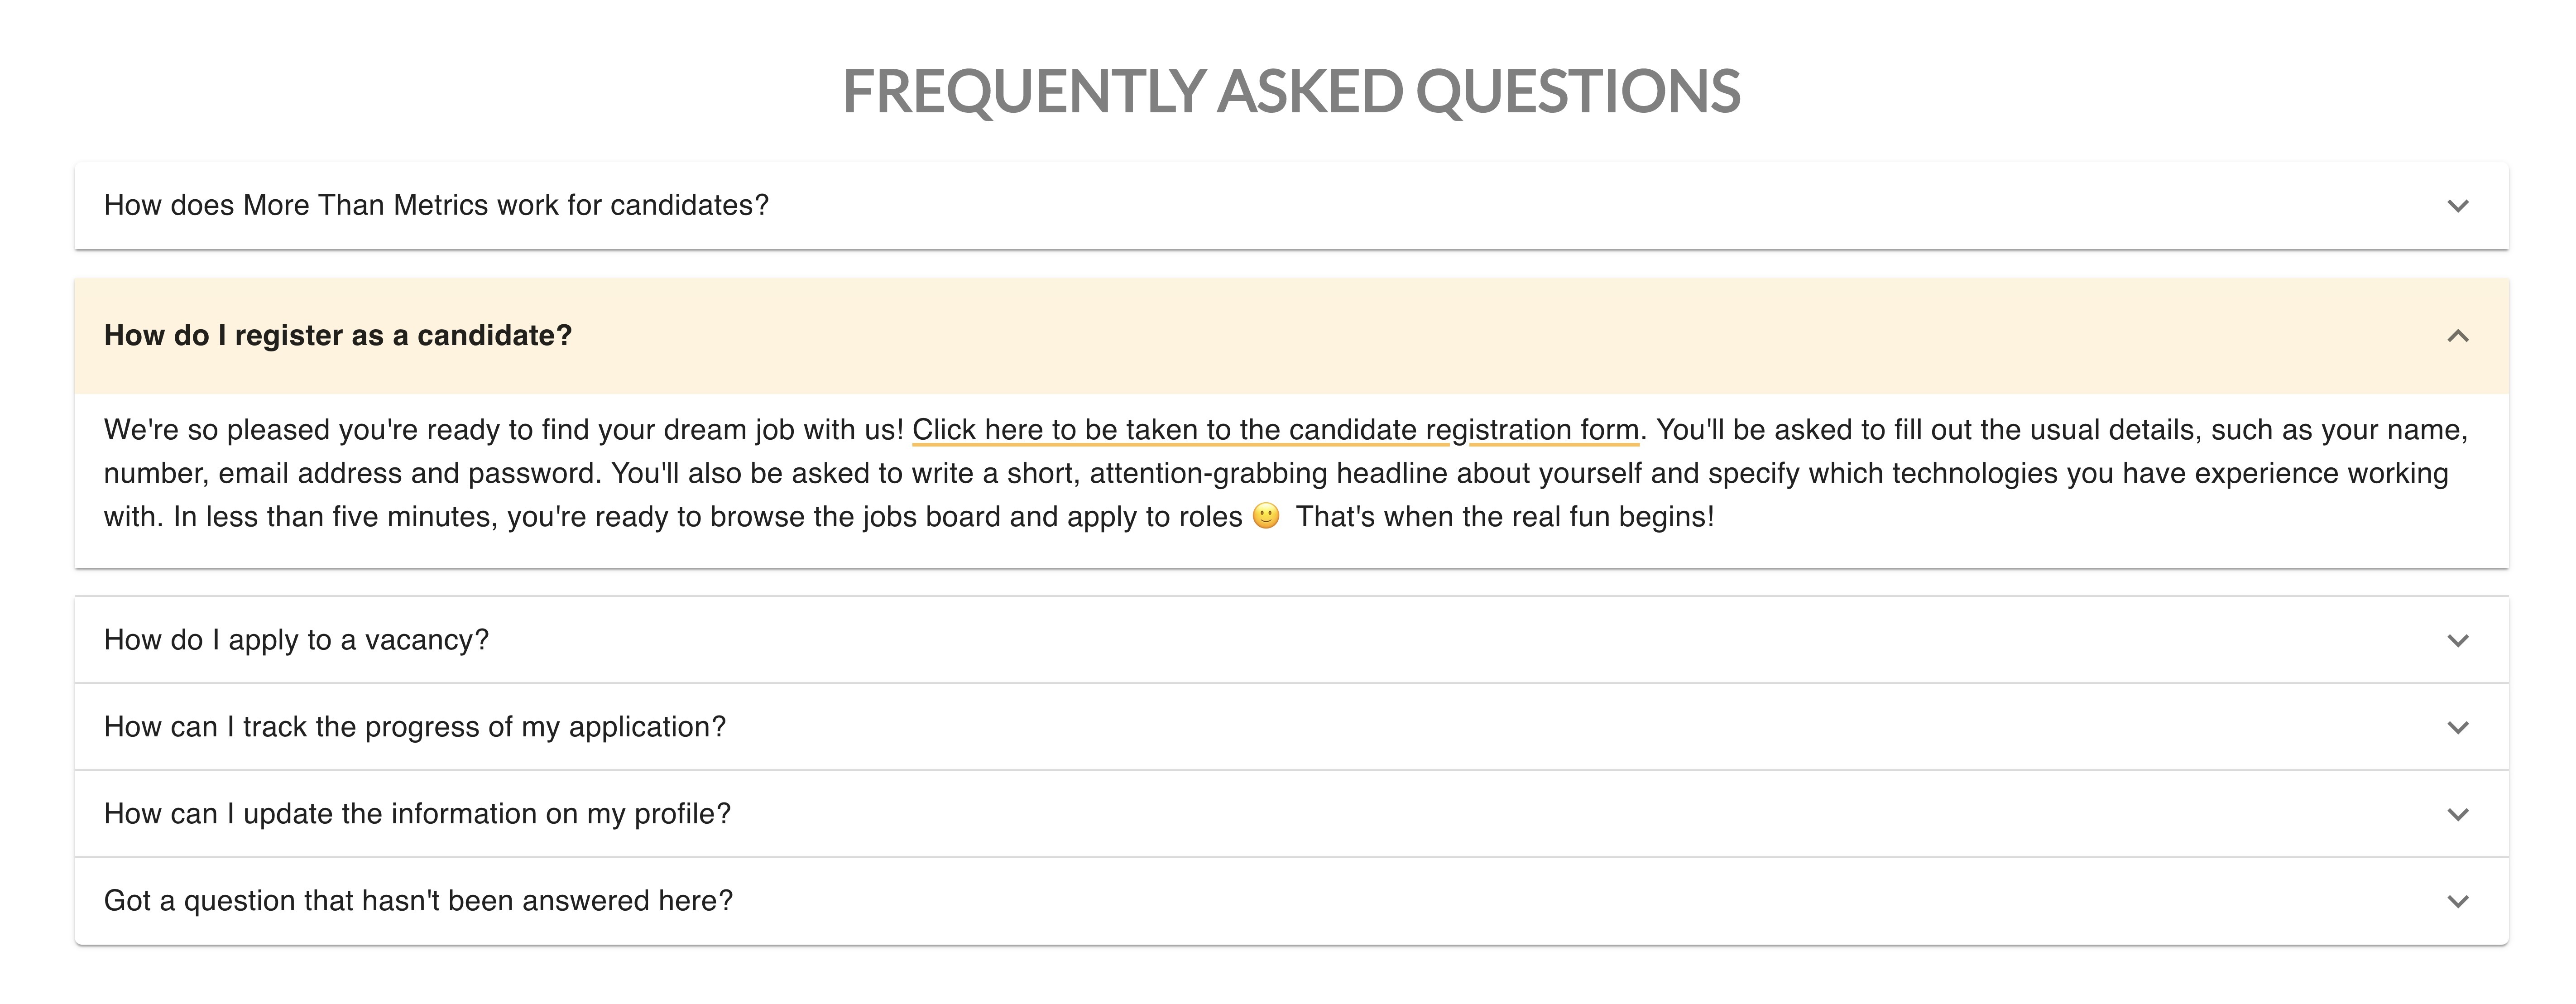 FREQUENTLY ASKED QUESTIONS
How does More Than Metrics work for candidates?
How do I register as a candidate?
We're so pleased you're ready to find your dream job with us! Click here to be taken to the candidate registration form. You'll be asked to fill out the usual details, such as your name,
number, email address and password. You'll also be asked to write a short, attention-grabbing headline about yourself and specify which technologies you have experience working
with. In less than five minutes, you're ready to browse the jobs board and apply to roles 🙂 That's when the real fun begins!
How do I apply to a vacancy?
How can I track the progress of my application?
How can I update the information on my profile?
Got a question that hasn't been answered here?